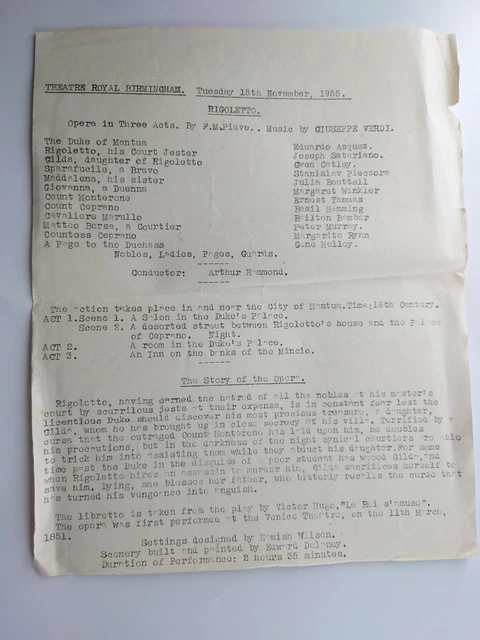 THEATRE ROYAL BIRMINGHAM. Tuesday 15th November, 1955.
RIGOLETTO.
Opera in Three Acts. By F.M.Piave.. Music by GIUSEPPE VERDI.
The Duke of Mantua Eduardo Asquez.
Rigoletto, his Court Jester Joseph Satariano.
Gilda, daughter of Rigoletto Gwen Catley.
Sparafucile, a Bravo Stanislav Pieczora
Maddalena, his sister Julia Bouttell
Giovanna, a Duenna Margaret Winkler
Count Monterone Ernest Thomas
Count Ceprano Basil Hemming
Cavaliere Marullo Bailton Bamber
Matteo Borsa, a Courtier Peter Murray.
Countess Ceprano Margarita Rynn
A Page to the Duchess Gene Holley.
Nobles, Ladies, Pages, Guards.
------
Conductor: Arthur Hammond.
------
The action takes place in and near the City of Mantua.Time:16th Century.
ACT 1.Scene 1. A Salon in the Duke's Palace.
Scene 2. A deserted street between Rigoletto's house and the Palace
of Ceprano. Night.
ACT 2. A room in the Duke's Palace.
ACT 3. An Inn on the banks of the Mincio.
------
The Story of the Opera.
Rigoletto, having earned the hatred of all the nobles at his master's
court by scurrilous jests at their expense, is in constant fear lest the
licentious Duke should discover his most precious treasure, a daughter,
Gilda, whom he has brought up in close secrecy at his villa. Terrified by a
curse that the outraged Count Monterone has laid upon him, he doubles
his precautions, but in the darkness of the night cynical courtiers are able
to trick him into assisting them while they abduct his daughter.For some
time past the Duke in the disguise of a poor student has wooed Gilda,and
when Rigoletto hires an assassin to murder him, Gilda sacrifices herself to
save him. Dying, she blesses her father, who bitterly recalls the curse that
has turned his vengeance into anguish.
The libretto is taken from the play by Victor Hugo,"Le Roi s'amuse".
The opera was first performed at the Venice Theatre, on the 11th March,
1851.
Settings designed by Hamish Wilson.
Scenery built and painted by Edward Delaney.
Duration of Performance: 2 hours 35 minutes.